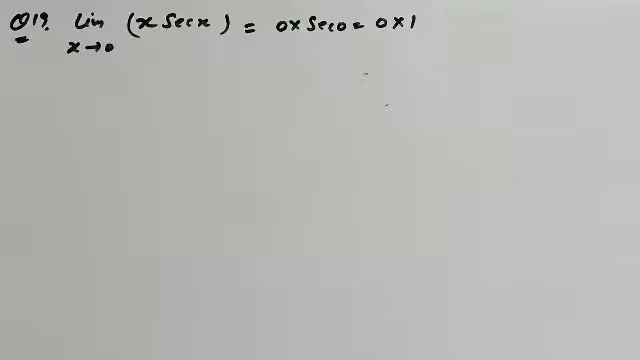 Q19. Lim (x Secx) = 0x Sec0 = 0x1
x→0